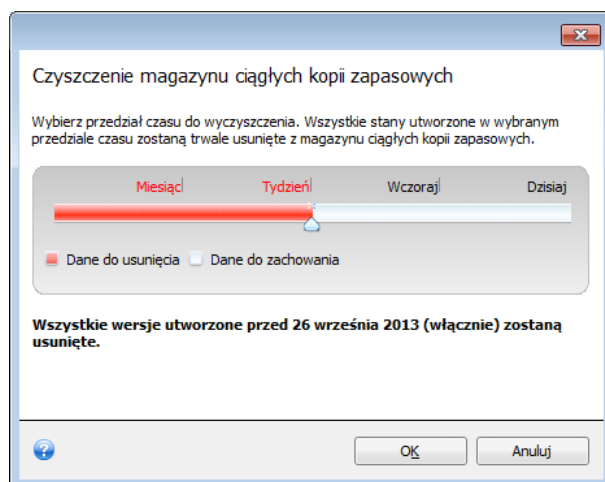 Czyszczenie magazynu ciągłych kopii zapasowych
Wybierz przedział czasu do wyczyszczenia. Wszystkie stany utworzone w wybranym
przedziale czasu zostaną trwale usunięte z magazynu ciągłych kopii zapasowych.
Miesiąc Tydzień Wczoraj Dzisiaj
Dane do usunięcia Dane do zachowania
Wszystkie wersje utworzone przed 26 września 2013 (włącznie) zostaną
usunięte.
? OK Anuluj